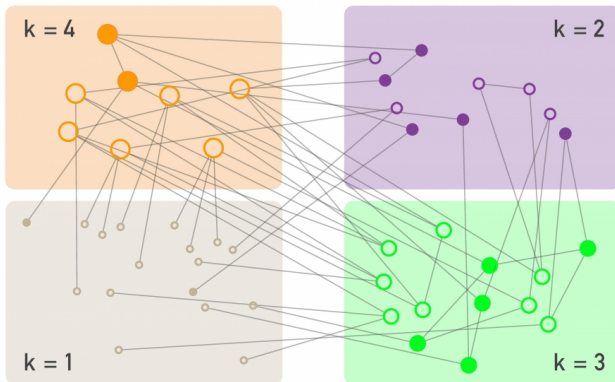 k = 4
k = 2
k = 1
k = 3